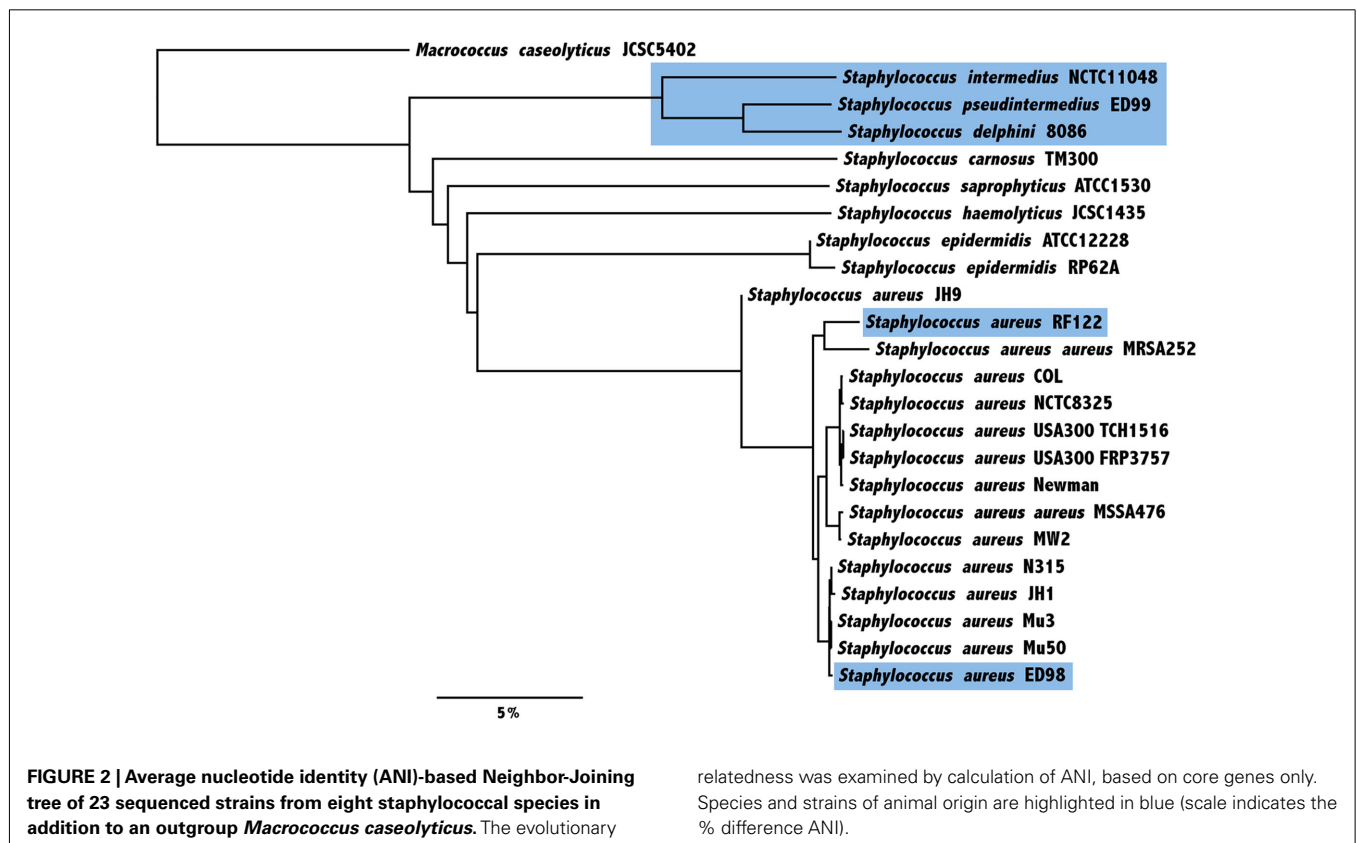 Macrococcus caseolyticus JCSC5402
Staphylococcus intermedius NCTC11048
Staphylococcus pseudintermedius ED99
Staphylococcus delphini 8086
Staphylococcus carnosus TM300
Staphylococcus saprophyticus ATCC1530
Staphylococcus haemolyticus JCSC1435
Staphylococcus epidermidis ATCC12228
Staphylococcus epidermidis RP62A
Staphylococcus aureus JH9
Staphylococcus aureus RF122
Staphylococcus aureus aureus MRSA252
Staphylococcus aureus COL
Staphylococcus aureus NCTC8325
Staphylococcus aureus USA300 TCH1516
Staphylococcus aureus USA300 FRP3757
Staphylococcus aureus Newman
Staphylococcus aureus aureus MSSA476
Staphylococcus aureus MW2
Staphylococcus aureus N315
Staphylococcus aureus JH1
Staphylococcus aureus Mu3
Staphylococcus aureus Mu50
Staphylococcus aureus ED98
5%
FIGURE 2 | Average nucleotide identity (ANI)-based Neighbor-Joining
tree of 23 sequenced strains from eight staphylococcal species in
addition to an outgroup Macrococcus caseolyticus. The evolutionary
relatedness was examined by calculation of ANI, based on core genes only.
Species and strains of animal origin are highlighted in blue (scale indicates the
% difference ANI).